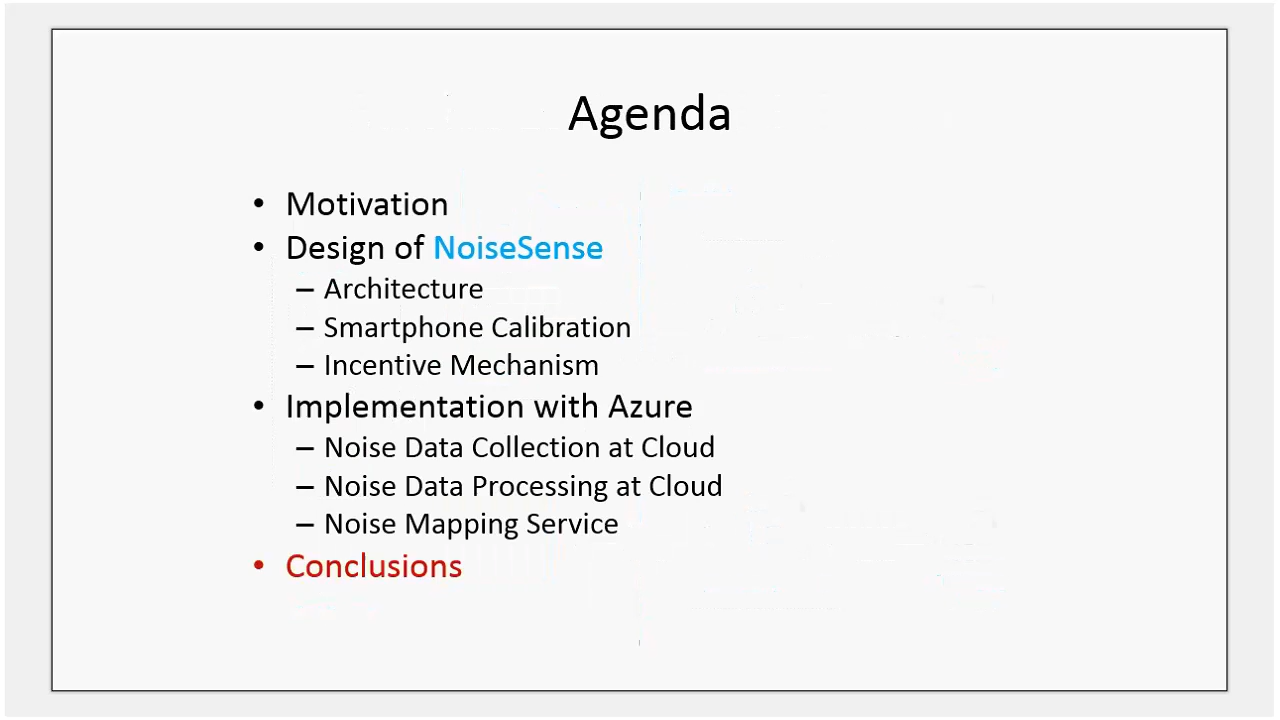 Agenda
• Motivation
• Design of NoiseSense
– Architecture
– Smartphone Calibration
– Incentive Mechanism
• Implementation with Azure
– Noise Data Collection at Cloud
– Noise Data Processing at Cloud
– Noise Mapping Service
• Conclusions